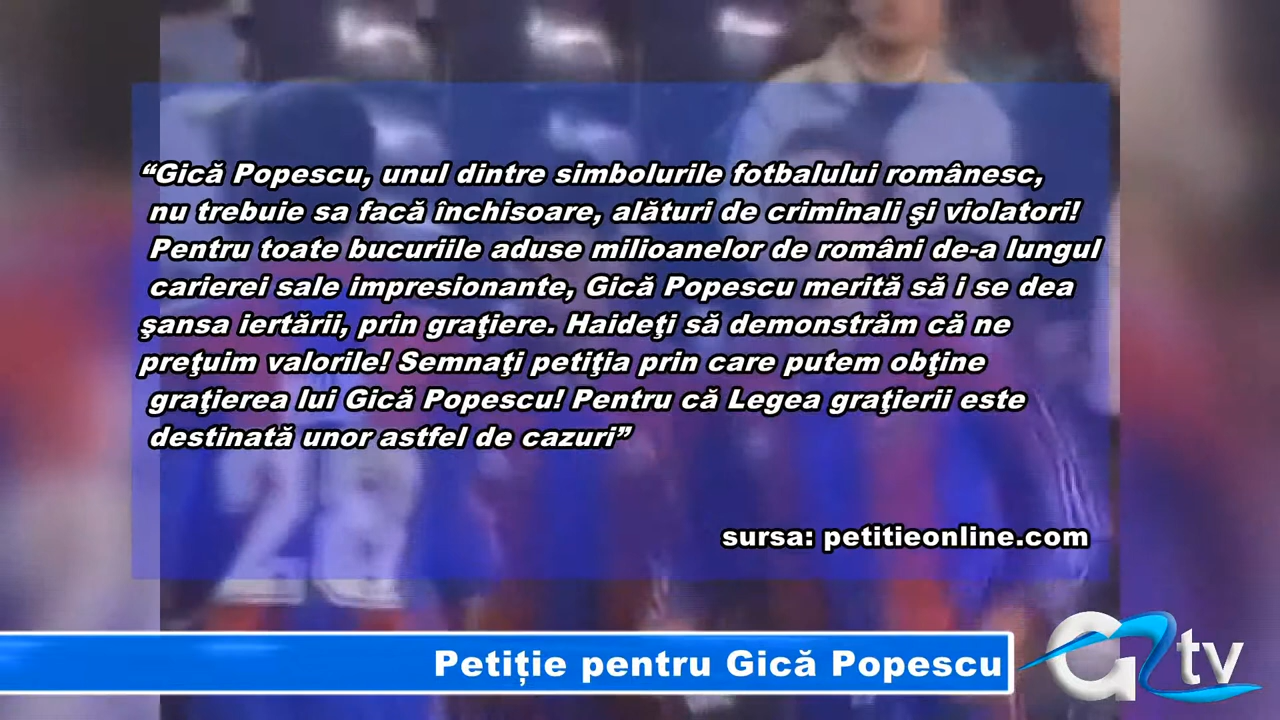 “Gică Popescu, unul dintre simbolurile fotbalului românesc,
nu trebuie sa facă închisoare, alături de criminali şi violatori!
Pentru toate bucuriile aduse milioanelor de români de-a lungul
carierei sale impresionante, Gică Popescu merită să i se dea
şansa iertării, prin graţiere. Haideţi să demonstrăm că ne
preţuim valorile! Semnaţi petiţia prin care putem obţine
graţierea lui Gică Popescu! Pentru că Legea graţierii este
destinată unor astfel de cazuri”
28
sursa: petitieonline.com
Petiție pentru Gică Popescu
G2 tv